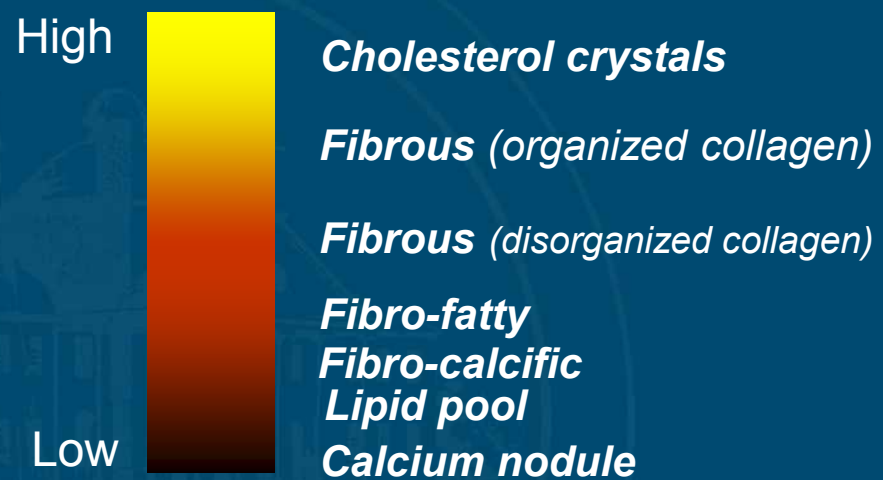 High
Cholesterol crystals
Fibrous (organized collagen)
Fibrous (disorganized collagen)
Fibro-fatty
Fibro-calcific
Lipid pool
Low
Calcium nodule